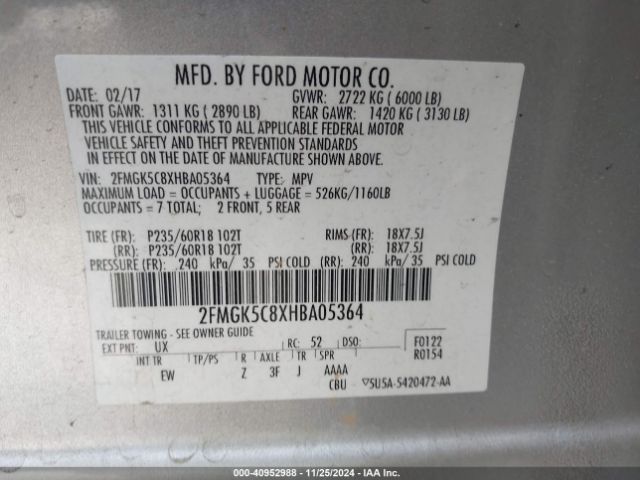 MFD. BY FORD MOTOR CO.
DATE: 02/17 GVWR: 2722 KG ( 6000 LB)
FRONT GAWR: 1311 KG ( 2890 LB) REAR GAWR: 1420 KG ( 3130 LB)
THIS VEHICLE CONFORMS TO ALL APPLICABLE FEDERAL MOTOR
VEHICLE SAFETY AND THEFT PREVENTION STANDARDS
IN EFFECT ON THE DATE OF MANUFACTURE SHOWN ABOVE.
VIN: 2FMGK5C8XHBA05364 TYPE: MPV
MAXIMUM LOAD = OCCUPANTS + LUGGAGE = 526KG/1160LB
OCCUPANTS = 7 TOTAL; 2 FRONT, 5 REAR
TIRE (FR): P235/60R18 102T RIMS (FR): 18X7.5J
(RR): P235/60R18 102T (RR): 18X7.5J
PRESSURE (FR): 240 kPa/ 35 PSI COLD (RR): 240 kPa/ 35 PSI COLD
2FMGK5C8XHBA05364
TRAILER TOWING - SEE OWNER GUIDE
EXT PNT: UX RC: 52 DSO: F0122
R0154
INT TR TP/PS R AXLE TR SPR
EW Z 3F J AAAA
CBU 5U5A-5420472-AA
000-40952988 - 11/25/2024 - IAA Inc.